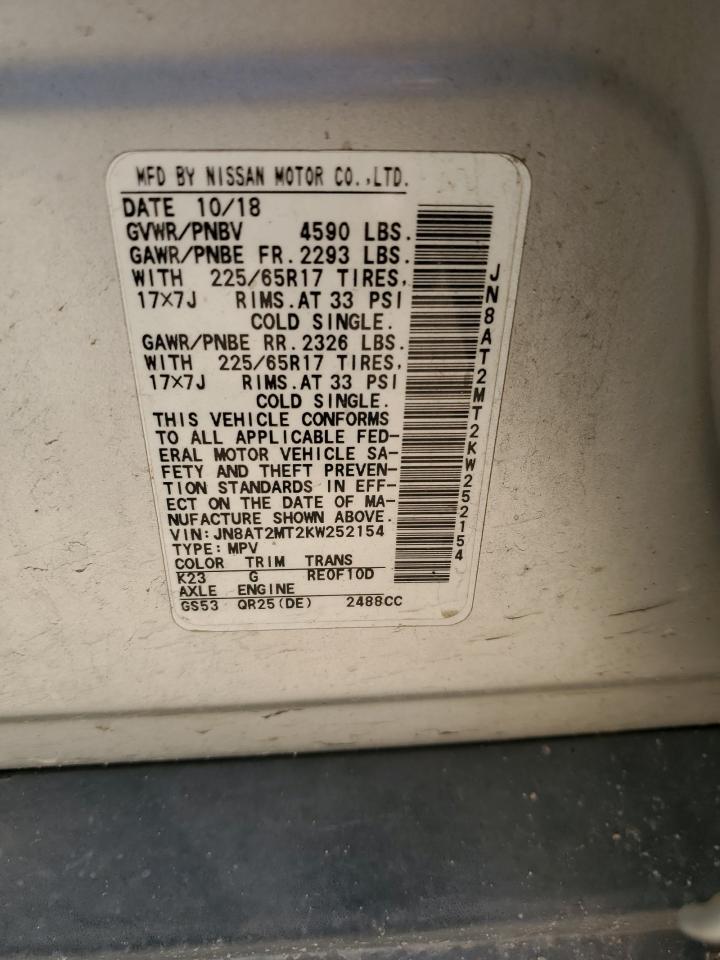 MFD BY NISSAN MOTOR CO.,LTD.
DATE 10/18
GVWR/PNBV 4590 LBS.
GAWR/PNBE FR. 2293 LBS.
WITH 225/65R17 TIRES,
17×7J RIMS.AT 33 PSI
COLD SINGLE.
GAWR/PNBE RR. 2326 LBS.
WITH 225/65R17 TIRES,
17×7J RIMS.AT 33 PSI
COLD SINGLE.
THIS VEHICLE CONFORMS
TO ALL APPLICABLE FED-
ERAL MOTOR VEHICLE SA-
FETY AND THEFT PREVEN-
TION STANDARDS IN EFF-
ECT ON THE DATE OF MA-
NUFACTURE SHOWN ABOVE.
VIN:JN8AT2MT2KW252154
TYPE:MPV
COLOR TRIM TRANS
K23 G RE0F10D
AXLE ENGINE
GS53 QR25(DE) 2488CC
JN8AT2MT2KW252154